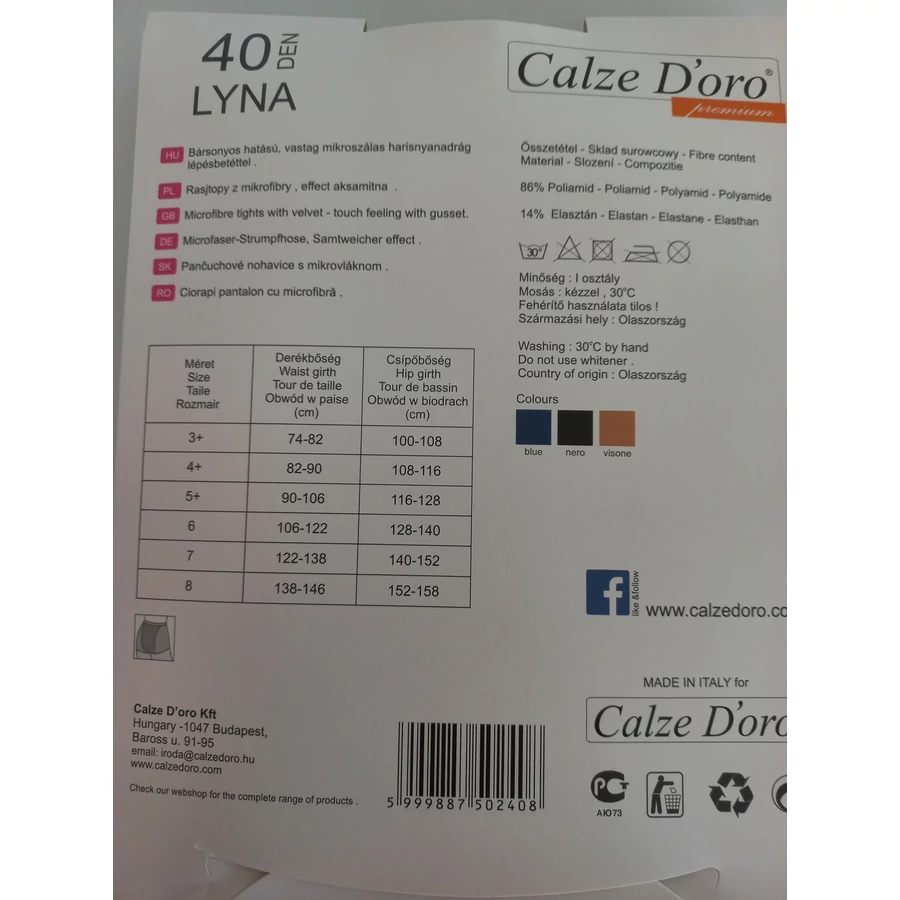 40 DEN
LYNA
Calze D'oro®
premium
HU Bársonyos hatású, vastag mikroszálas harisnyanadrág
lépésbetéttel .
PL Rasjtopy z mikrofibry , effect aksamitna .
GB Microfibre tights with velvet - touch feeling with gusset.
DE Microfaser-Strumpfhose, Samtweicher effect .
SK Pančuchové nohavice s mikrovláknom .
RO Ciorapi pantalon cu microfibră .
Összetétel - Sklad surowcowy - Fibre content
Material - Slození - Compozitie
86% Poliamid - Poliamid - Polyamid - Polyamide
14% Elasztán - Elastan - Elastane - Elasthan
30°
Minőség : I osztály
Mosás : kézzel , 30°C
Fehérítő használata tilos !
Származási hely : Olaszország
Washing : 30°C by hand
Do not use whitener .
Country of origin : Olaszország
Colours
blue nero visone
Méret
Size
Taile
Rozmair
Derékbőség
Waist girth
Tour de taille
Obwód w paise
(cm)
Csípőbőség
Hip girth
Tour de bassin
Obwód w biodrach
(cm)
3+ 74-82 100-108
4+ 82-90 108-116
5+ 90-106 116-128
6 106-122 128-140
7 122-138 140-152
8 138-146 152-158
f like &follow
www.calzedoro.co
MADE IN ITALY for
Calze D'oro
Calze D'oro Kft
Hungary -1047 Budapest,
Baross u. 91-95
email: iroda@calzedoro.hu
www.calzedoro.com
Check our webshop for the complete range of products .
5 999887 502408
PCT
АЮ73